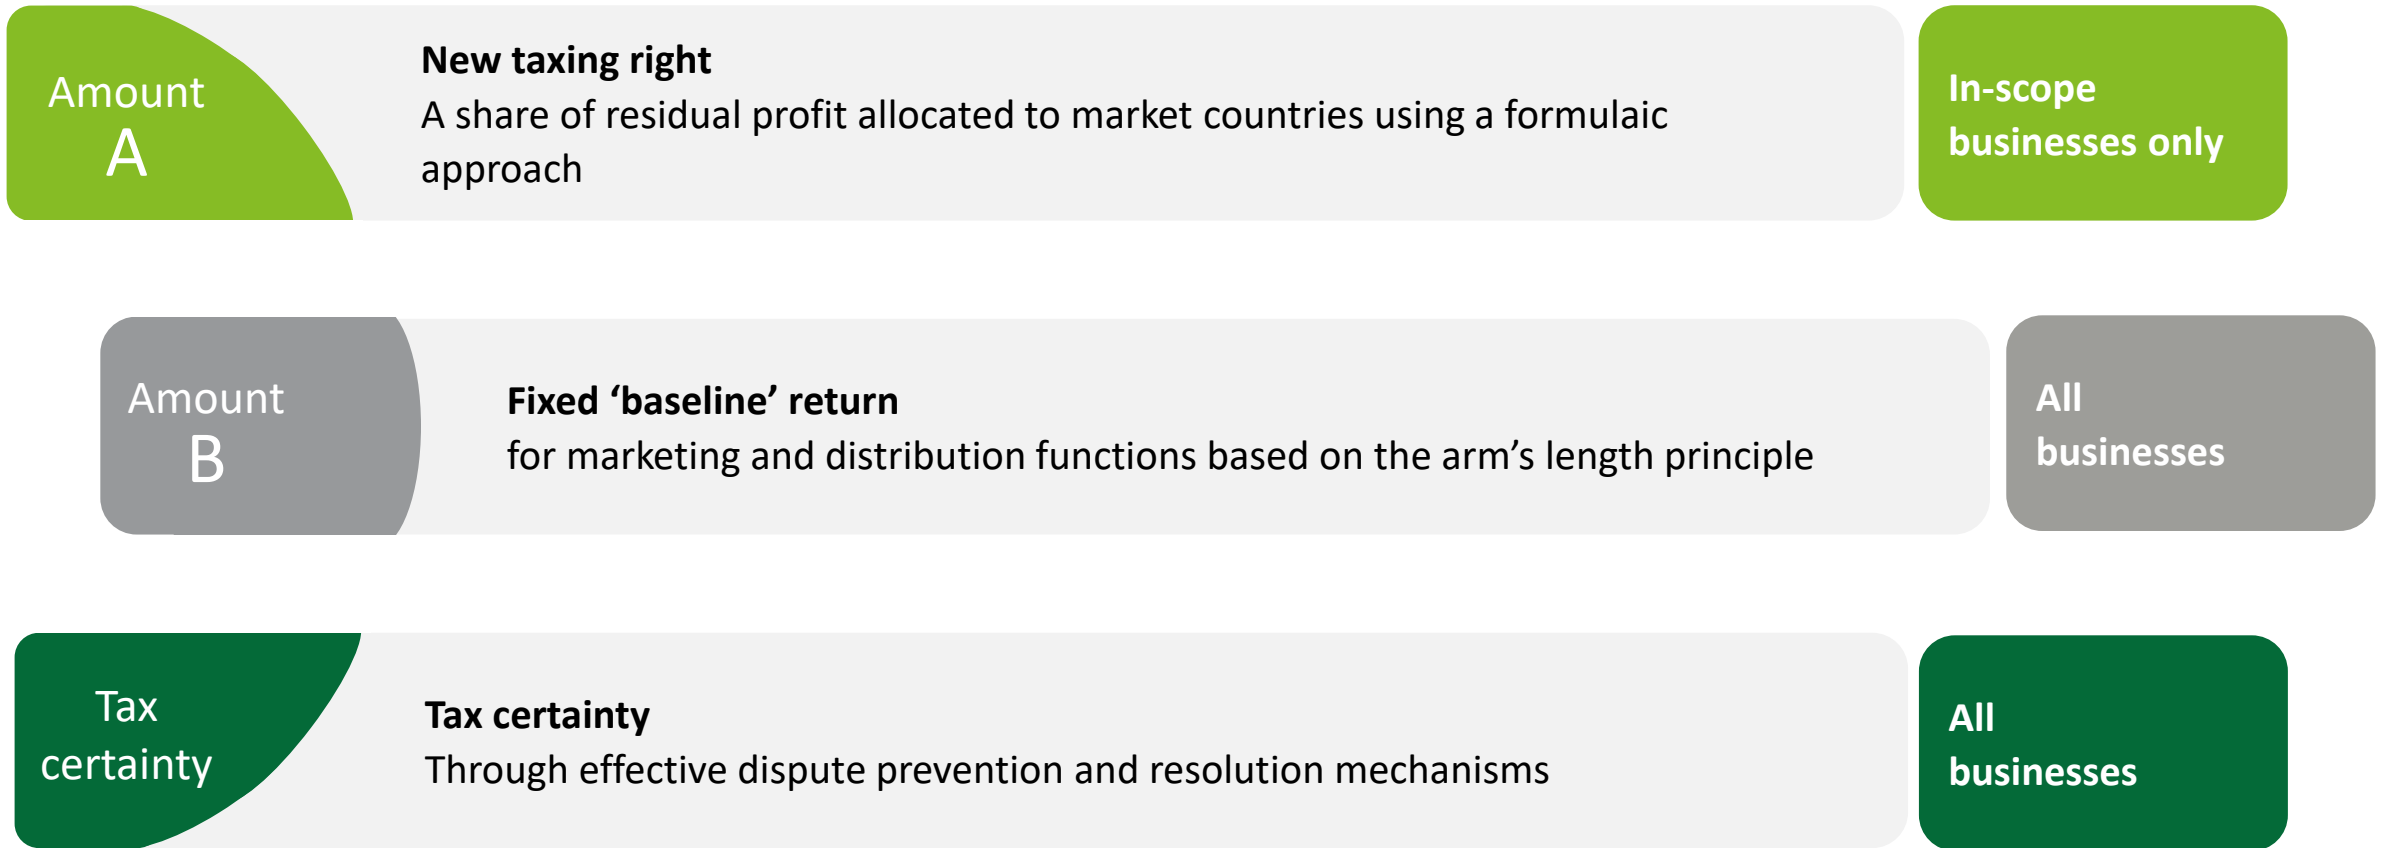 Amount
A
New taxing right
A share of residual profit allocated to market countries using a formulaic
approach
In-scope
businesses only
Amount
B
Fixed ‘baseline’ return
for marketing and distribution functions based on the arm’s length principle
All
businesses
Tax
certainty
Tax certainty
Through effective dispute prevention and resolution mechanisms
All
businesses